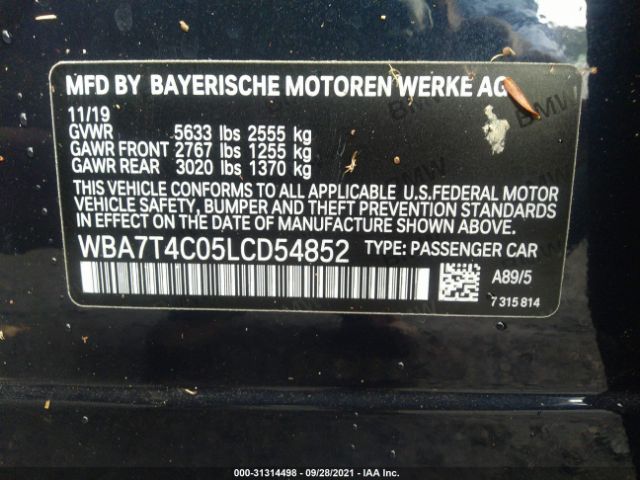 MFD BY BAYERISCHE MOTOREN WERKE AG
11/19
GVWR 5633 lbs 2555 kg
GAWR FRONT 2767 lbs 1255 kg
GAWR REAR 3020 lbs 1370 kg
THIS VEHICLE CONFORMS TO ALL APPLICABLE U.S.FEDERAL MOTOR
VEHICLE SAFETY, BUMPER AND THEFT PREVENTION STANDARDS
IN EFFECT ON THE DATE OF MANUFACTURE SHOWN ABOVE.
WBA7T4C05LCD54852 TYPE: PASSENGER CAR
A89/5
7 315 814
BMW
000-31314498 - 09/28/2021 - IAA Inc.